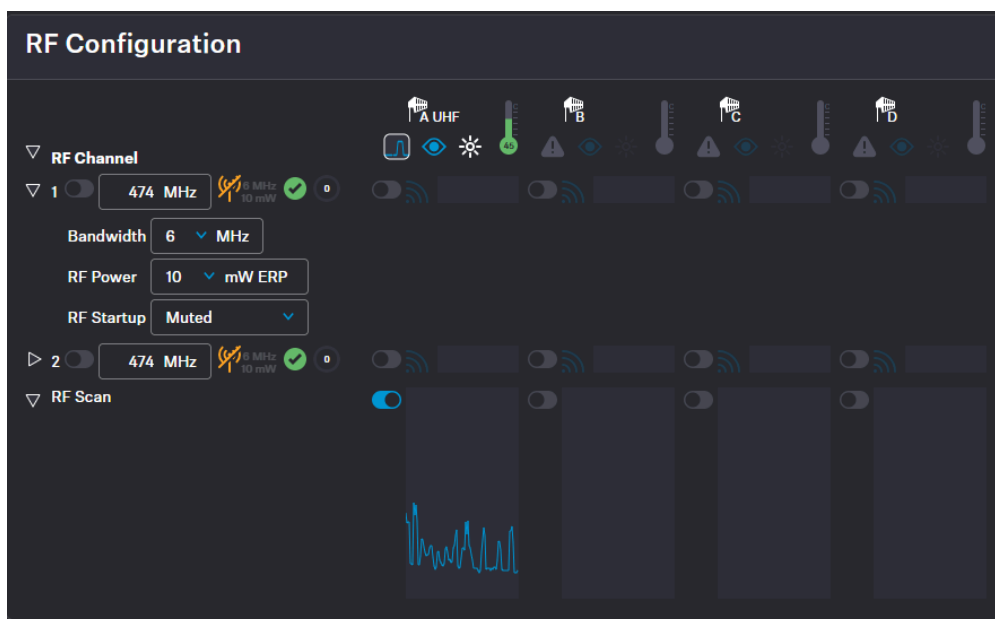 RF Configuration
A UHF B C D
45
RF Channel
1 474 MHz 6 MHz 10 mW 0
Bandwidth 6 MHz
RF Power 10 mW ERP
RF Startup Muted
2 474 MHz 6 MHz 10 mW 0
RF Scan